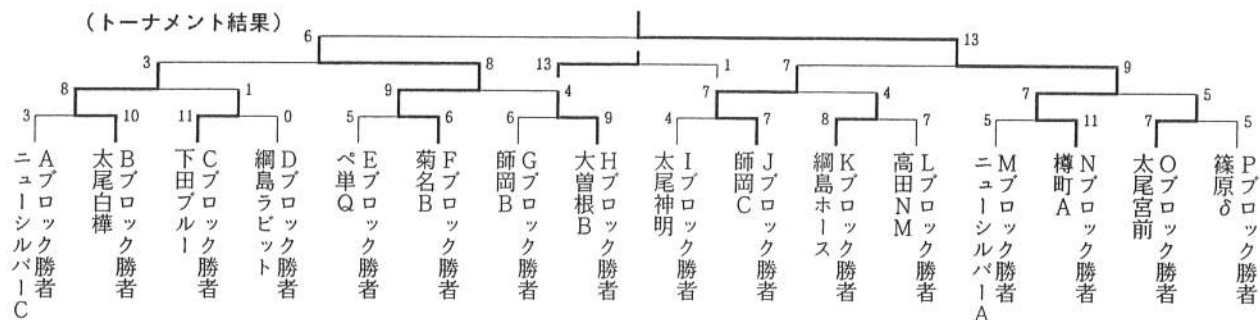 (トーナメント結果)
6
13
3
8
13
1
7
9
8
1
9
4
7
4
7
5
3
10
11
0
5
6
6
9
4
7
8
7
5
11
7
5
Aブロック勝者
ニューシルバーC
Bブロック勝者
太尾白樺
Cブロック勝者
下田ブルー
Dブロック勝者
綱島ラビット
Eブロック勝者
ペ単Q
Fブロック勝者
菊名B
Gブロック勝者
師岡B
Hブロック勝者
大曽根B
Iブロック勝者
太尾神明
Jブロック勝者
師岡C
Kブロック勝者
綱島ホース
Lブロック勝者
高田NM
Mブロック勝者
ニューシルバーA
Nブロック勝者
樽町A
Oブロック勝者
太尾宮前
Pブロック勝者
篠原δ